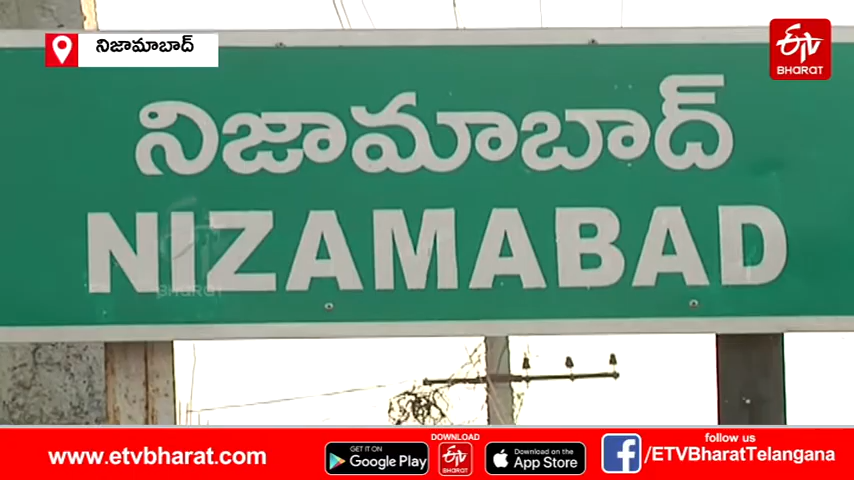 నిజామాబాద్
ETV
BHARAT
నిజామాబాద్
NIZAMABAD
BHARAT
www.etvbharat.com
GET IT ON
Google Play
DOWNLOAD
ETV
BHARAT
Download on the
App Store
follow us
/ETVBharatTelangana